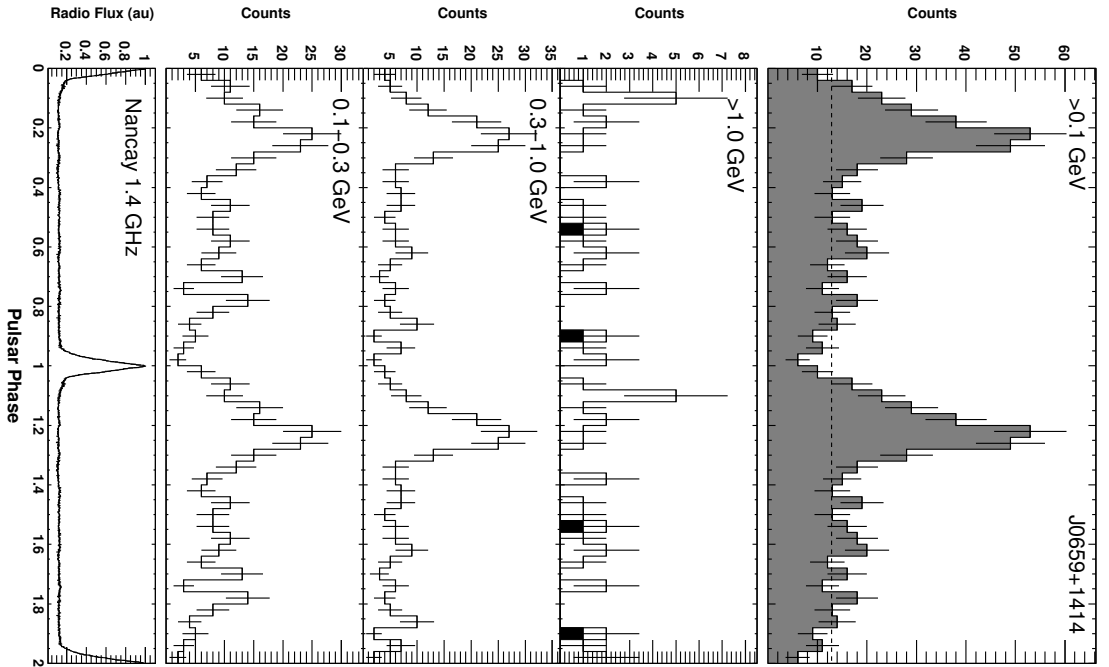 J0659+1414
>0.1 GeV
Counts
10 20 30 40 50 60
>1.0 GeV
Counts
1 2 3 4 5 6 7 8
0.3−1.0 GeV
Counts
5 10 15 20 25 30 35
0.1−0.3 GeV
Counts
5 10 15 20 25 30
Nancay 1.4 GHz
Radio Flux (au)
0.2 0.4 0.6 0.8 1
0 0.2 0.4 0.6 0.8 1 1.2 1.4 1.6 1.8 2
Pulsar Phase